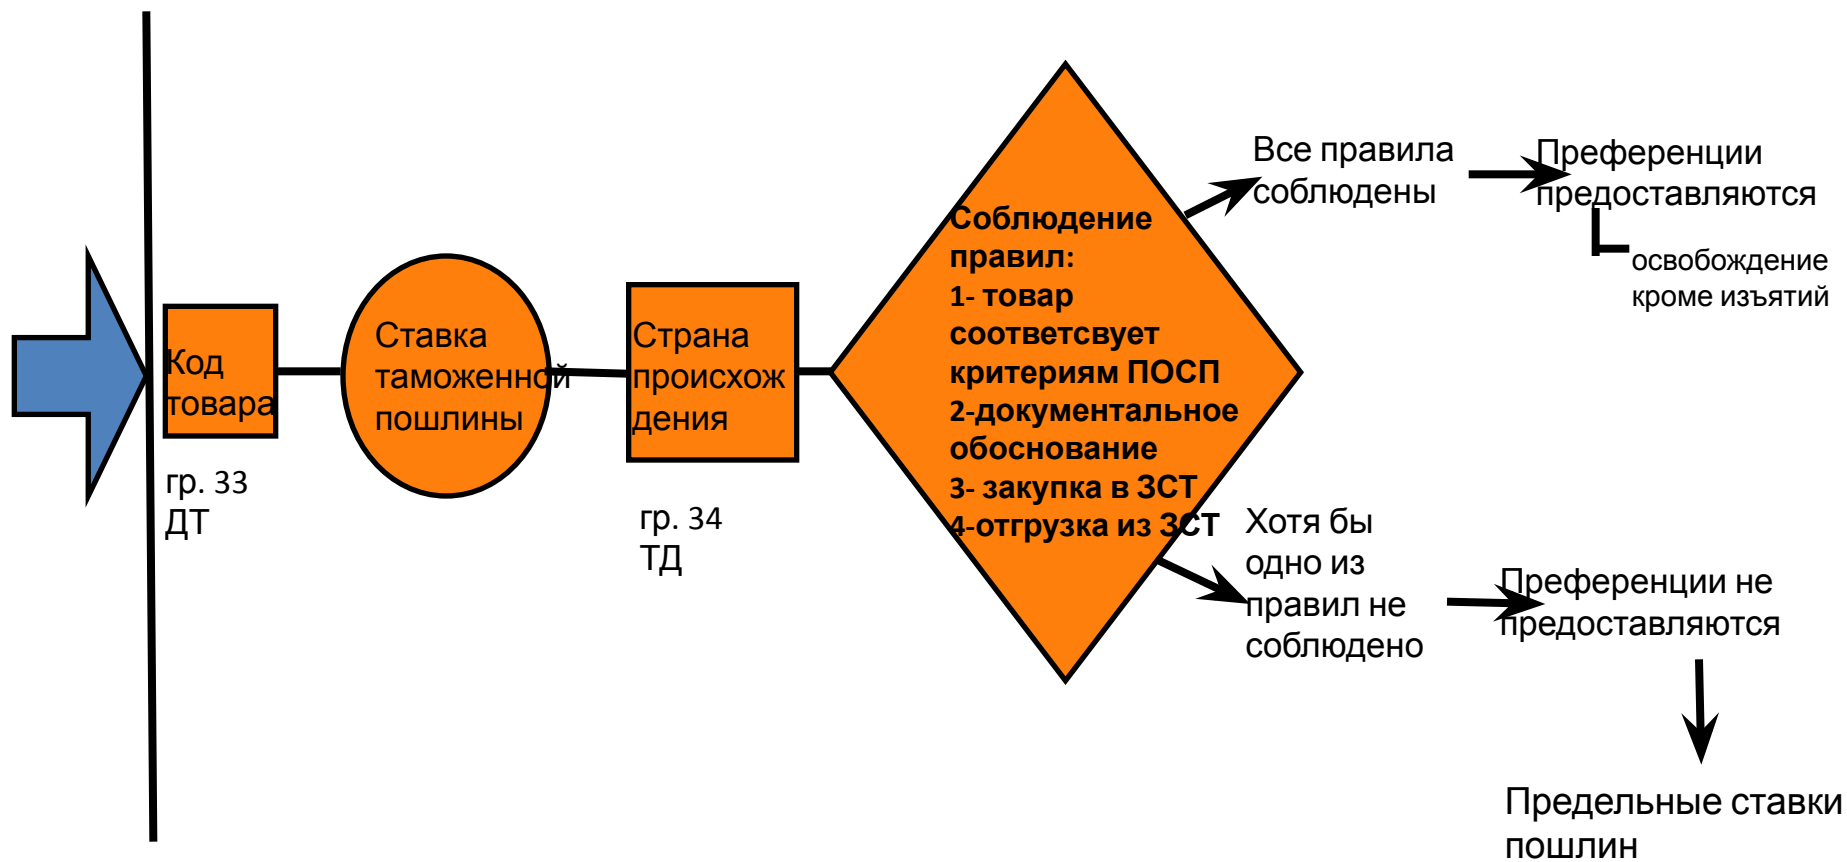 Код
товара
гр. 33
ДТ
Ставка
таможенной
пошлины
Страна
происхож
дения
гр. 34
ТД
Соблюдение
правил:
1- товар
соответсвует
критериям ПОСП
2-документальное
обоснование
3- закупка в ЗСТ
4-отгрузка из ЗСТ
Все правила
соблюдены
Преференции
предоставляются
освобождение
кроме изъятий
Хотя бы
одно из
правил не
соблюдено
Преференции не
предоставляются
Предельные ставки
пошлин